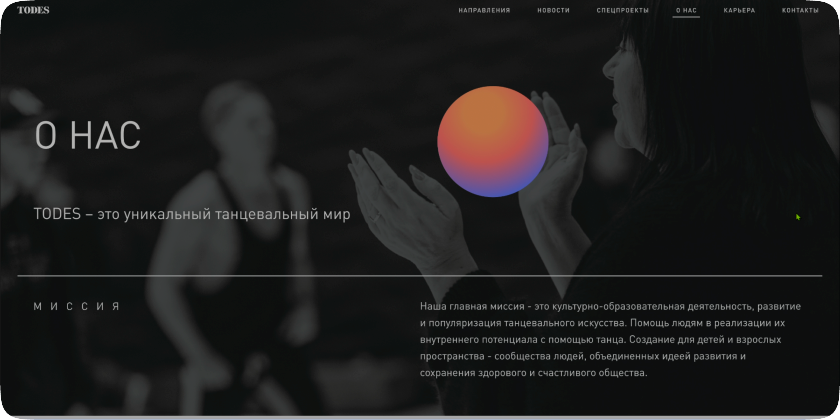 TODES
НАПРАВЛЕНИЯ НОВОСТИ СПЕЦПРОЕКТЫ О НАС КАРЬЕРА КОНТАКТЫ
О НАС
TODES – это уникальный танцевальный мир
МИССИЯ
Наша главная миссия - это культурно-образовательная деятельность, развитие
и популяризация танцевального искусства. Помощь людям в реализации их
внутреннего потенциала с помощью танца. Создание для детей и взрослых
пространства - сообщества людей, объединенных идеей развития и
сохранения здорового и счастливого общества.